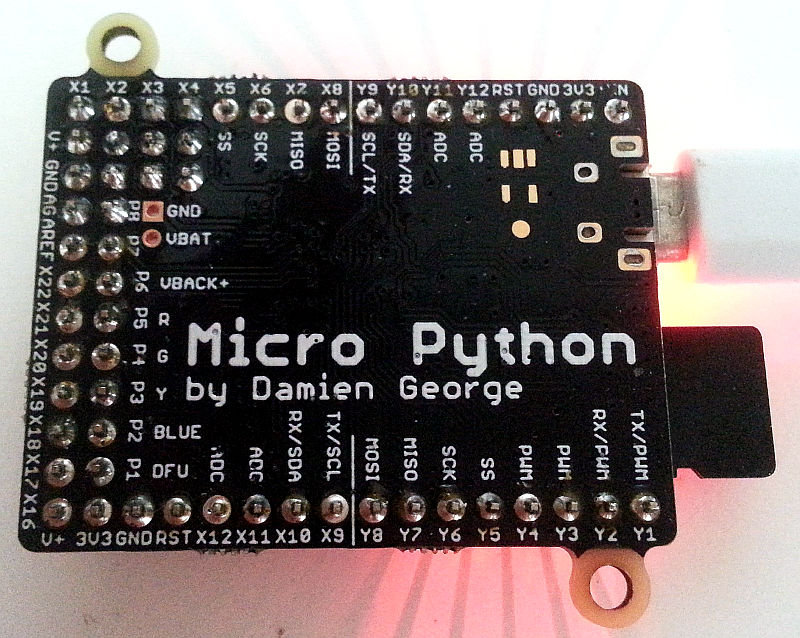 X1 X2 X3 X4 X5 X6 X7 X8 Y9 Y10 Y11 Y12 RST GND 3V3
SS SCK MISO MOSI SCL/TX SDA/RX ADC ADC
V+ GND AG AREF X22 X21 X20 X19 X18 X17 X16
P8 GND
P7 VBAT
P6 VBACK+
P5 R
P4 G
P3 Y
P2 BLUE
P1 DFU
Micro Python
by Damien George
ADC ADC RX/SDA TX/SCL MOSI MISO SCK SS PWM PWM RX/PWM TX/PWM
V+ 3V3 GND RST X12 X11 X10 X9 Y8 Y7 Y6 Y5 Y4 Y3 Y2 Y1